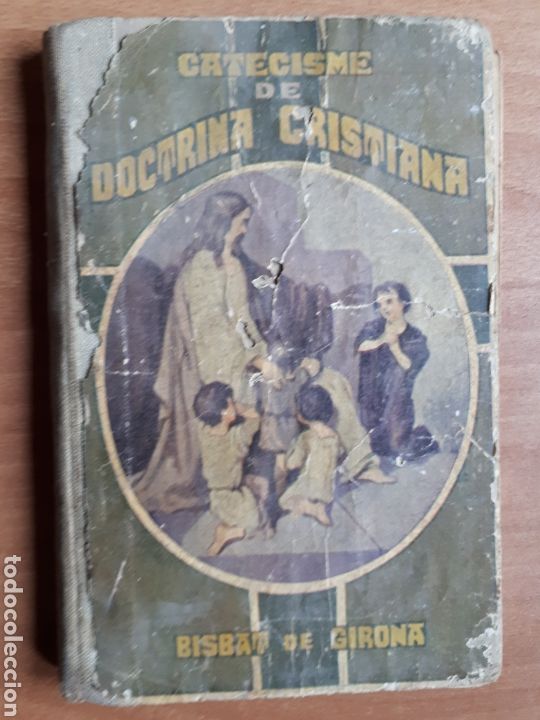 CATECISME
DE
DOCTRINA CRISTIANA
BISBAT DE GIRONA
todocoleccion